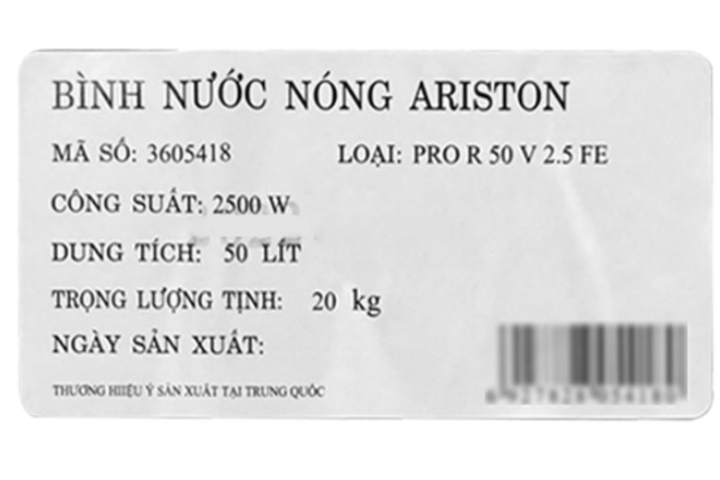 BÌNH NƯỚC NÓNG ARISTON
MÃ SỐ: 3605418 LOẠI: PRO R 50 V 2.5 FE
CÔNG SUẤT: 2500 W
DUNG TÍCH: 50 LÍT
TRỌNG LƯỢNG TỊNH: 20 kg
NGÀY SẢN XUẤT:
THƯƠNG HIIỆU Ý SẢN XUẤT TẠI TRUNG QUỐC